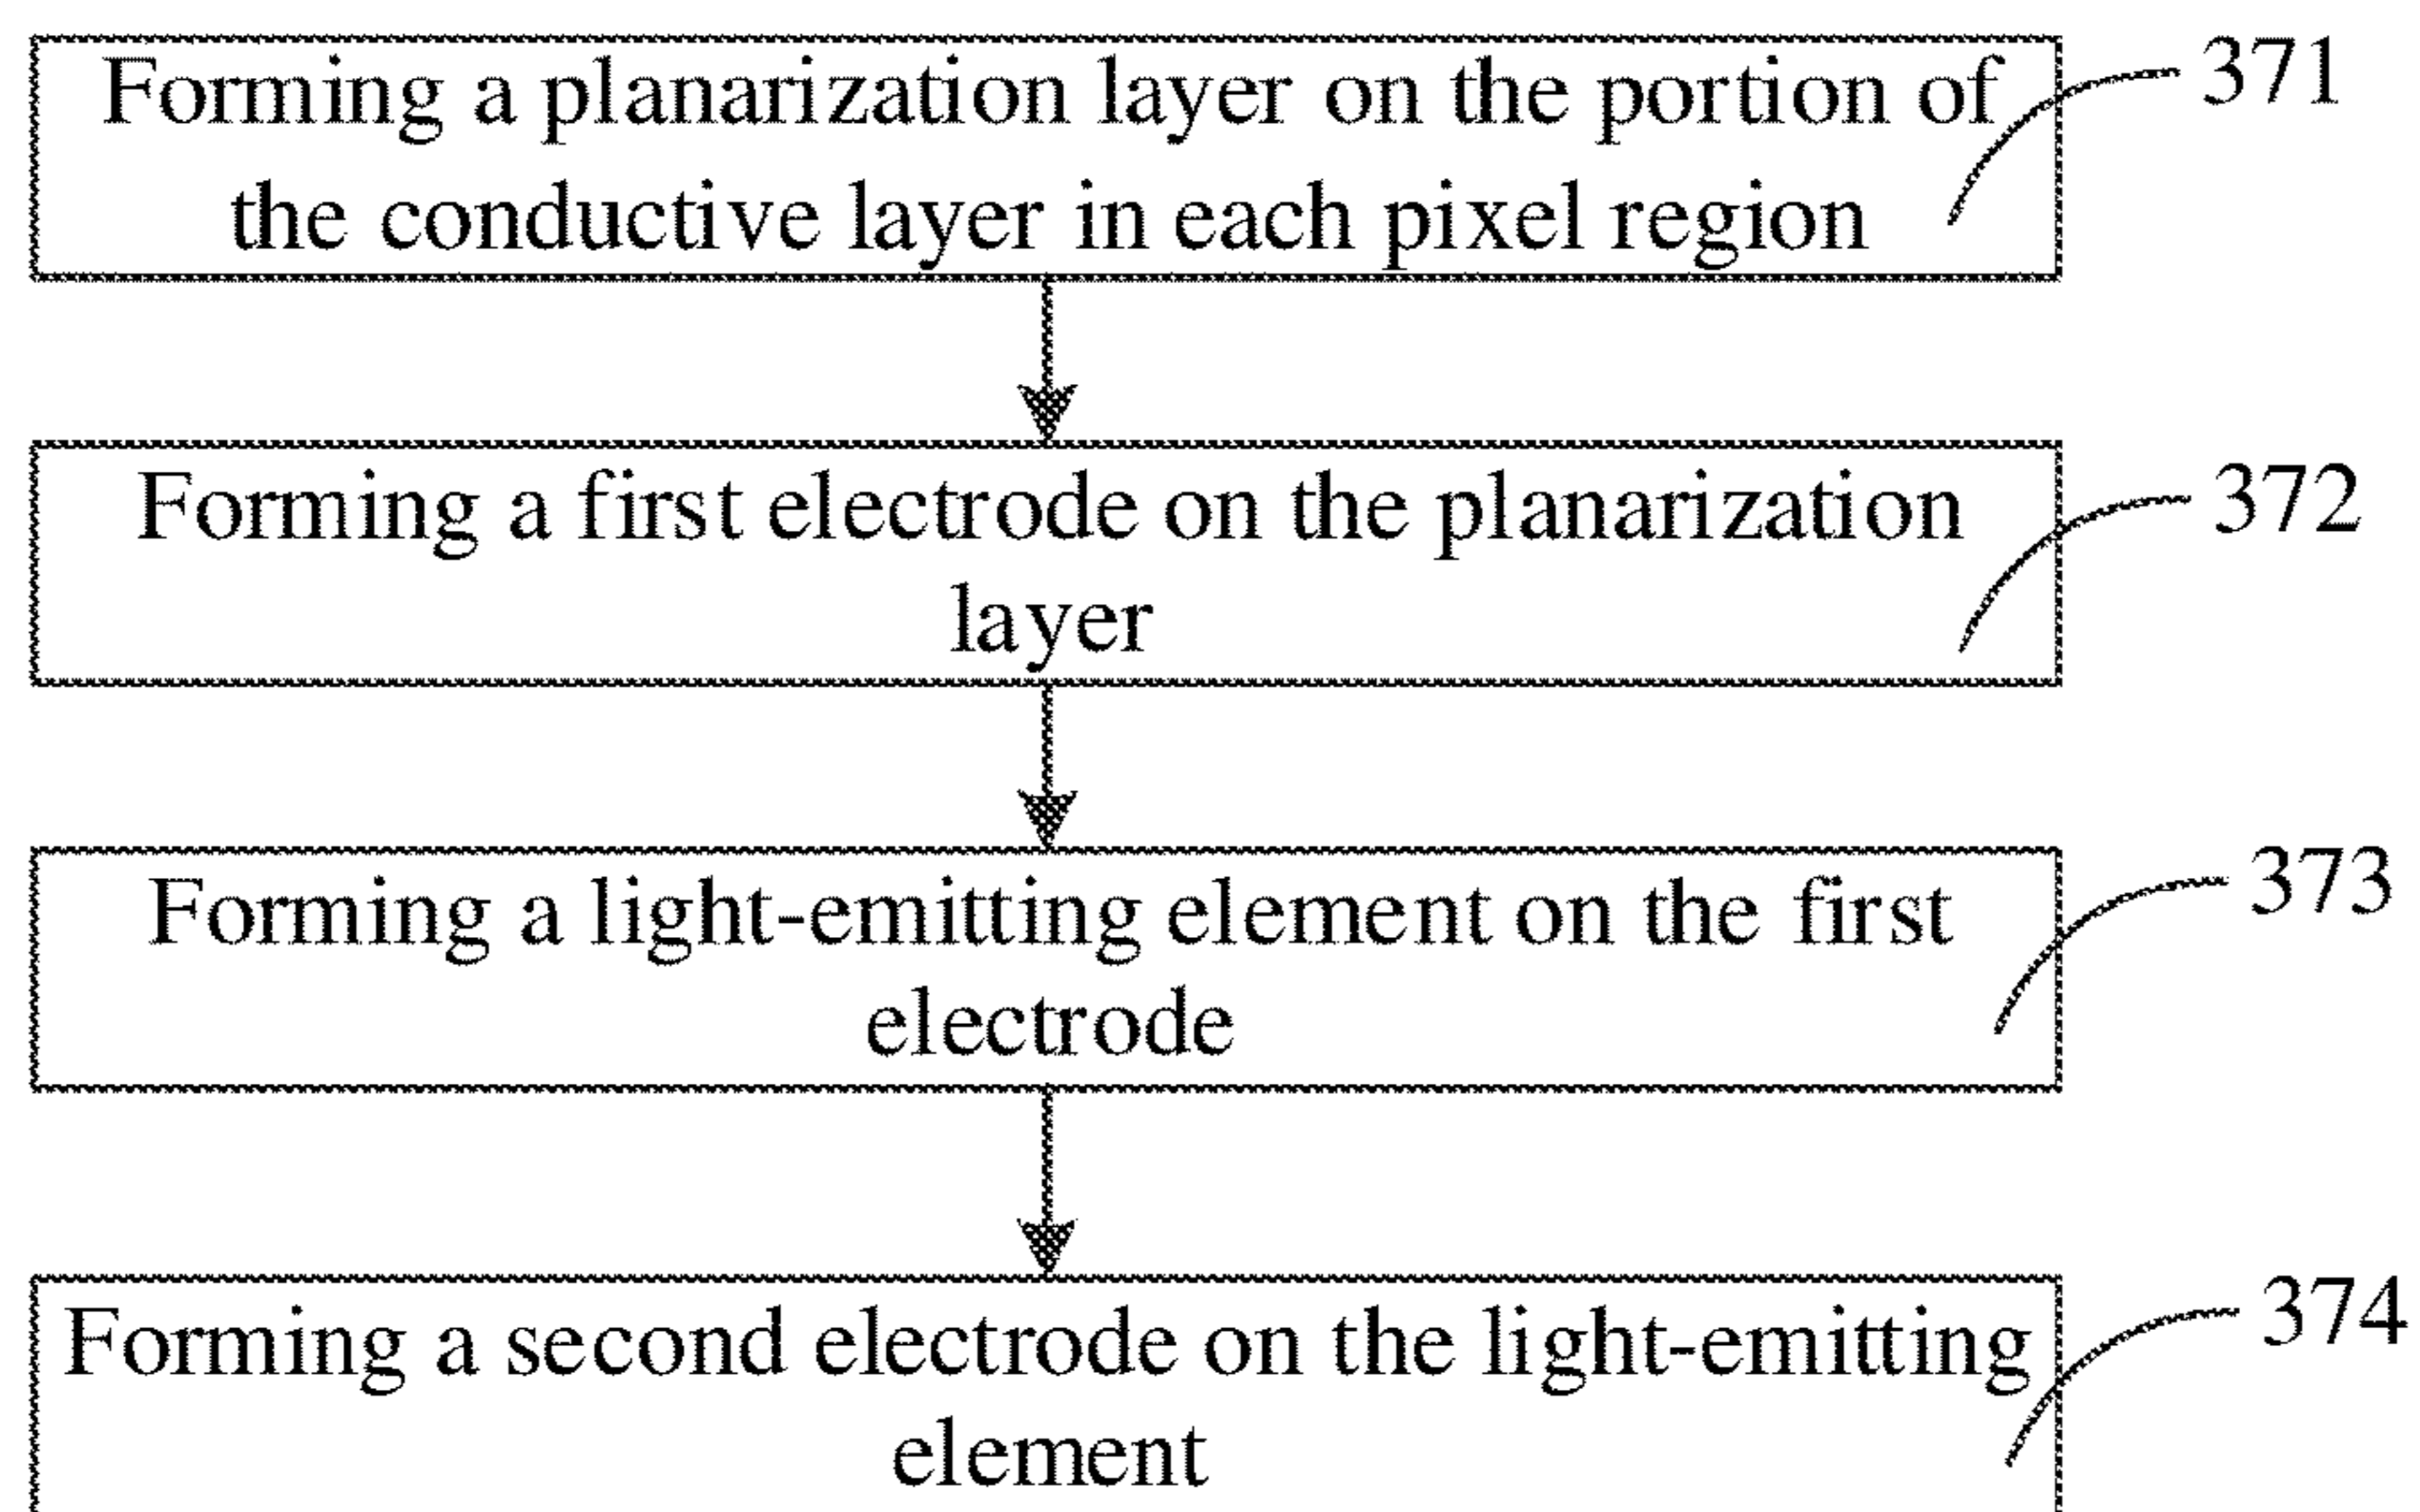 Forming a planarization layer on the portion of
the conductive layer in each pixel region
371
Forming a first electrode on the planarization
layer
372
Forming a light-emitting element on the first
electrode
373
Forming a second electrode on the light-emitting
element
374